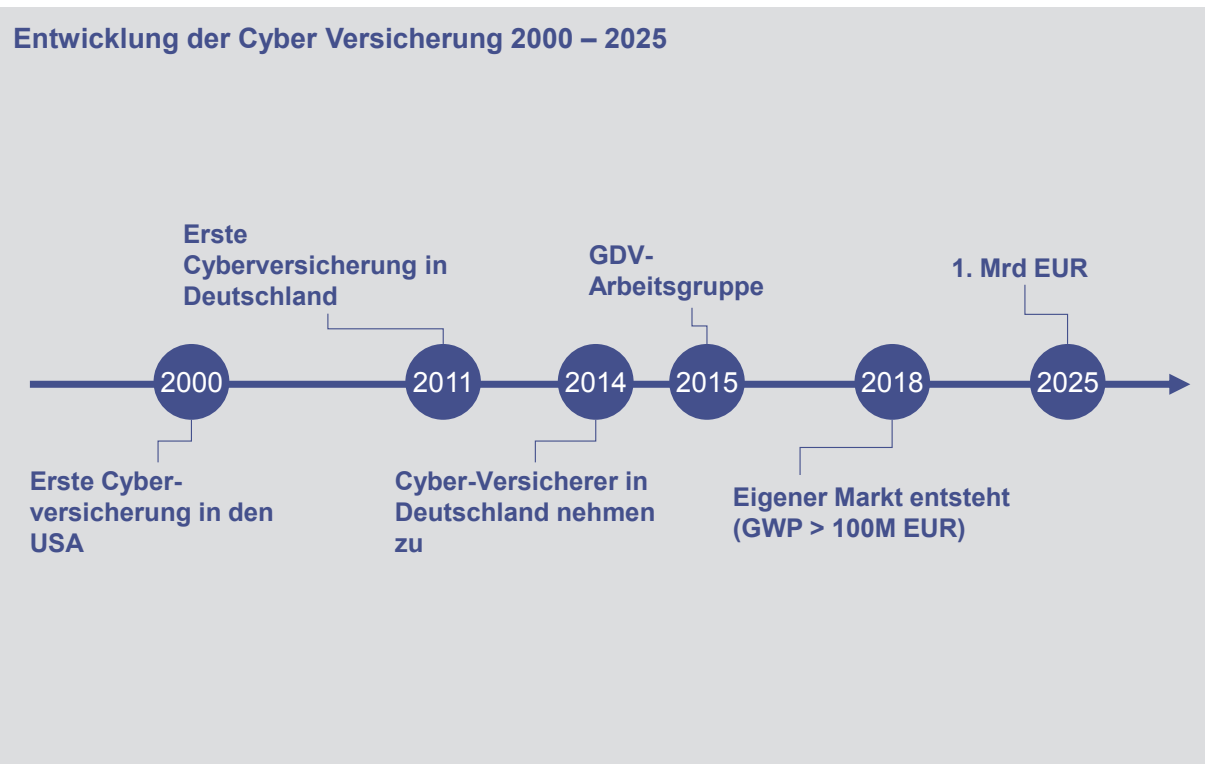 Entwicklung der Cyber Versicherung 2000 – 2025
Erste
Cyberversicherung in
Deutschland
GDV-
Arbeitsgruppe
1. Mrd EUR
2000
2011
2014
2015
2018
2025
Erste Cyber-
versicherung in den
USA
Cyber-Versicherer in
Deutschland nehmen
zu
Eigener Markt entsteht
(GWP > 100M EUR)